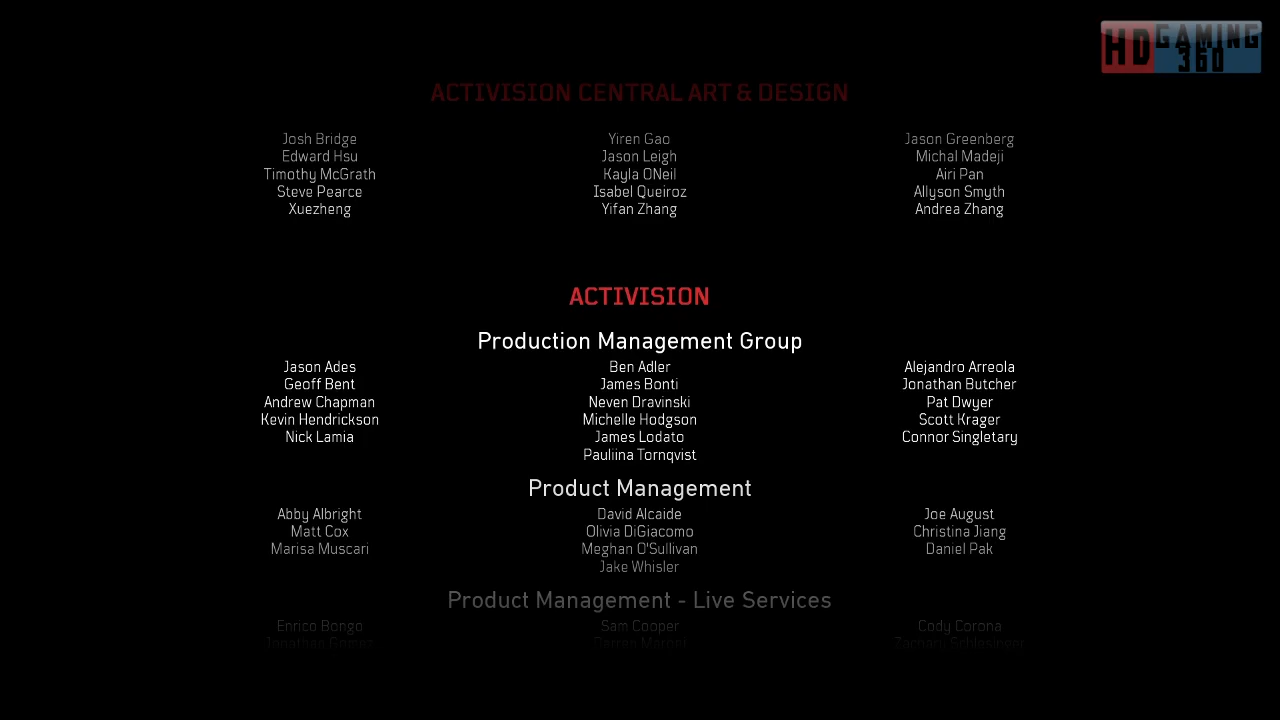 HD GAMING 360
ACTIVISION CENTRAL ART & DESIGN
Josh Bridge Yiren Gao Jason Greenberg
Edward Hsu Jason Leigh Michal Madeji
Timothy McGrath Kayla ONeil Airi Pan
Steve Pearce Isabel Queiroz Allyson Smyth
Xuezheng Yifan Zhang Andrea Zhang
ACTIVISION
Production Management Group
Jason Ades Ben Adler Alejandro Arreola
Geoff Bent James Bonti Jonathan Butcher
Andrew Chapman Neven Dravinski Pat Dwyer
Kevin Hendrickson Michelle Hodgson Scott Krager
Nick Lamia James Lodato Connor Singletary
Pauliina Tornqvist
Product Management
Abby Albright David Alcaide Joe August
Matt Cox Olivia DiGiacomo Christina Jiang
Marisa Muscari Meghan O'Sullivan Daniel Pak
Jake Whisler
Product Management - Live Services
Enrico Bongo Sam Cooper Cody Corona
Jonathan Darren Zachary Schlesinger